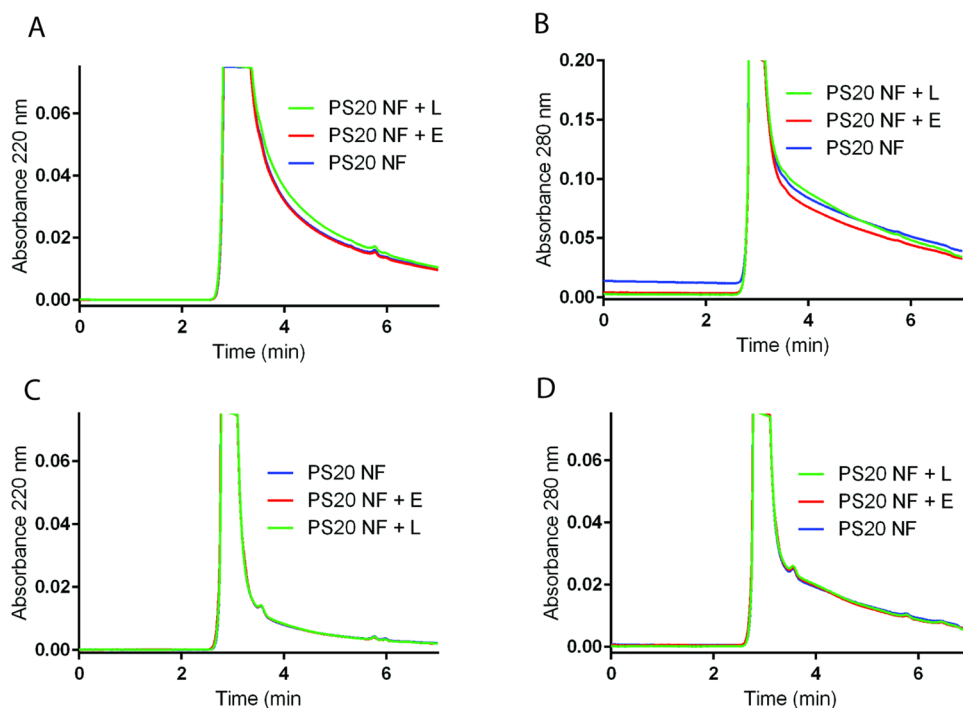 A
Absorbance 220 nm
0.06
0.04
0.02
0.00
PS20 NF + L
PS20 NF + E
PS20 NF
0
2
4
6
Time (min)
B
Absorbance 280 nm
0.20
0.15
0.10
0.05
0.00
PS20 NF + L
PS20 NF + E
PS20 NF
0
2
4
6
Time (min)
C
Absorbance 220 nm
0.06
0.04
0.02
0.00
PS20 NF
PS20 NF + E
PS20 NF + L
0
2
4
6
Time (min
D
Absorbance 280 nm
0.06
0.04
0.02
0.00
PS20 NF + L
PS20 NF + E
PS20 NF
0
2
4
6
Time (min)